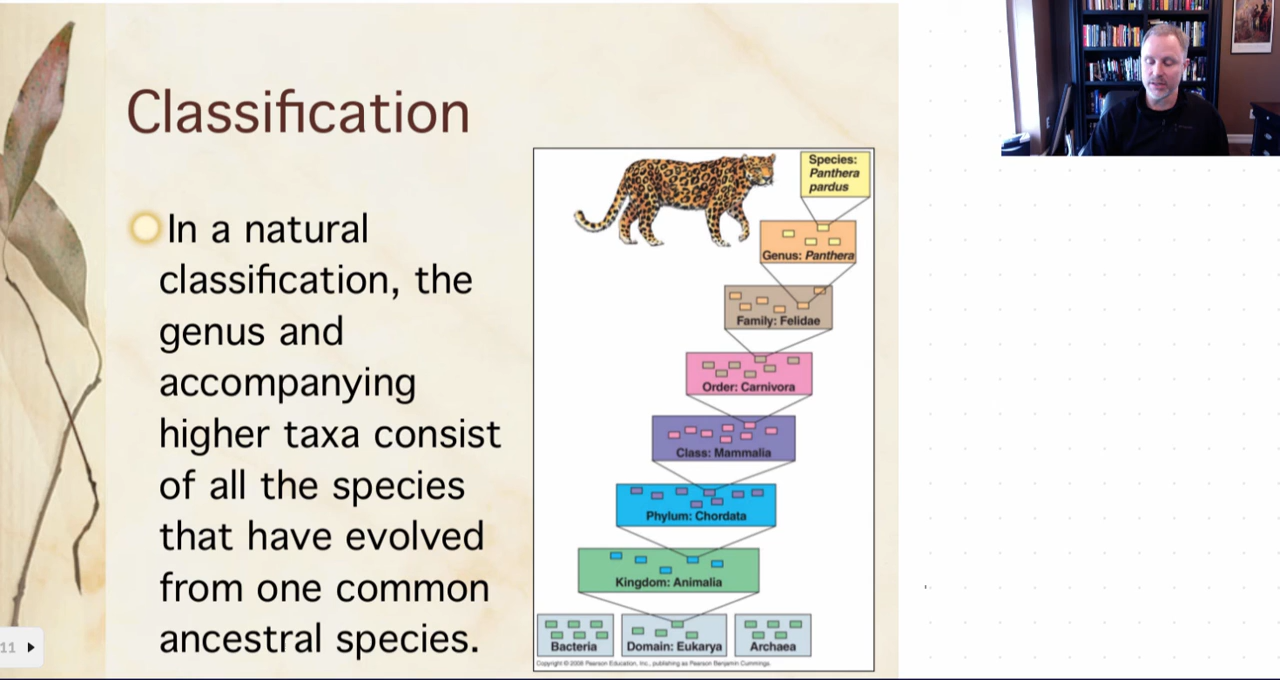 Classification
In a natural
classification, the
genus and
accompanying
higher taxa consist
of all the species
that have evolved
from one common
ancestral species.
Species:
Panthera
pardus
Genus: Panthera
Family: Felidae
Order: Carnivora
Class: Mammalia
Phylum: Chordata
Kingdom: Animalia
Bacteria
Domain: Eukarya
Archaea
Copyright © 2008 Pearson Education, Inc., publishing as Pearson Benjamin Cummings.
11